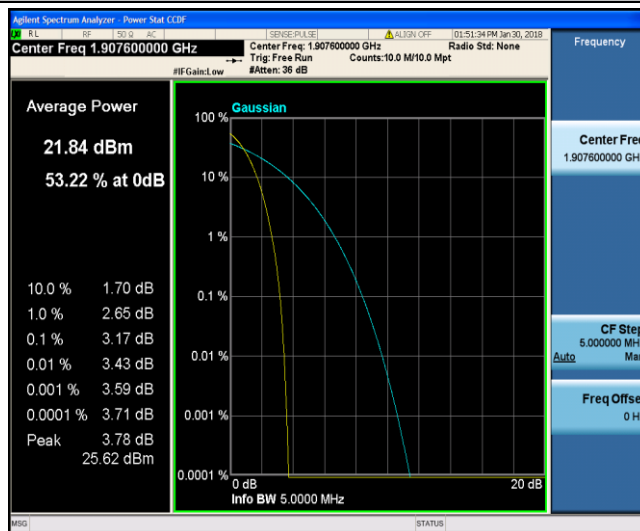 Agilent Spectrum Analyzer - Power Stat CCDF
RL RF 50 Ω AC SENSE:PULSE ALIGN OFF 01:51:34 PM Jan 30, 2018
Center Freq 1.907600000 GHz
Center Freq: 1.907600000 GHz Radio Std: None
Trig: Free Run Counts:10.0 M/10.0 Mpt
#IFGain:Low #Atten: 36 dB
Frequency
Average Power
21.84 dBm
53.22 % at 0dB
10.0 % 1.70 dB
1.0 % 2.65 dB
0.1 % 3.17 dB
0.01 % 3.43 dB
0.001 % 3.59 dB
0.0001 % 3.71 dB
Peak 3.78 dB
25.62 dBm
Gaussian
100 %
10 %
1 %
0.1 %
0.01 %
0.001 %
0.0001 %
0 dB 20 dB
Info BW 5.0000 MHz
Center Fre
1.907600000 GH
CF Step
5.000000 MH
Auto Ma
Freq Offse
0 H
MSG STATUS